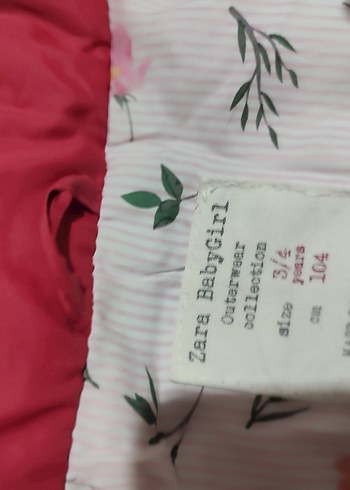 Zara BabyGirl
Outerwear
collection
size 3/4
years
cm 104